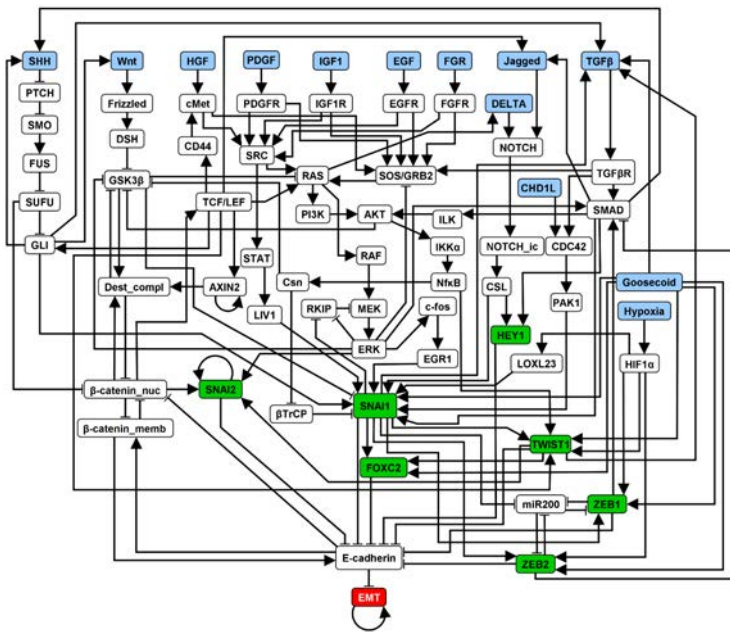 SHH Wnt HGF PDGF IGF1 EGF FGR Jagged TGFβ
PTCH Frizzled cMet PDGFR IGF1R EGFR FGFR DELTA
SMO DSH CD44 SRC NOTCH
FUS GSK3β RAS SOS/GRB2 TGFβR
SUFU TCF/LEF PI3K AKT ILK CHD1L SMAD
GLI STAT RAF IKKα NOTCH_ic CDC42
Dest_compl AXIN2 Csn NfκB CSL PAK1 Goosecoid
LIV1 RKIP MEK c-fos Hypoxia
ERK EGR1 HEY1 LOXL23 HIF1α
β-catenin_nuc SNAI2 SNAI1
β-catenin_memb βTrCP TWIST1
FOXC2
miR200 ZEB1
E-cadherin ZEB2
EMT